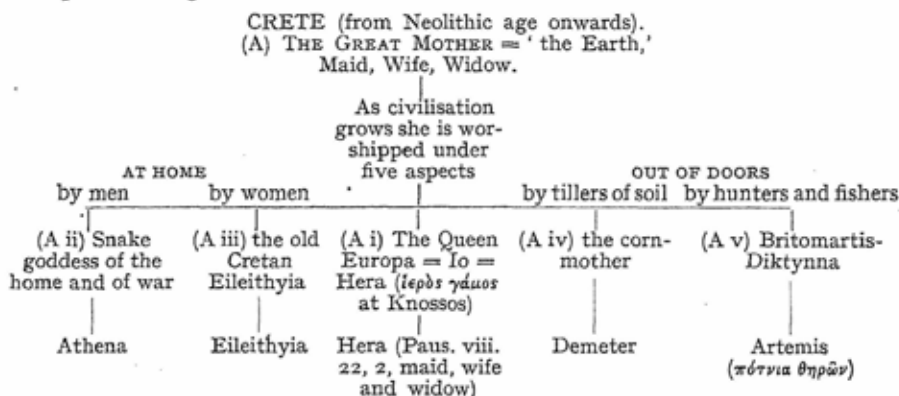 CRETE (from Neolithic age onwards).
(A) THE GREAT MOTHER = ‘ the Earth,’
Maid, Wife, Widow.
As civilisation
grows she is wor-
shipped under
five aspects
AT HOME
OUT OF DOORS
by men
by women
by tillers of soil
by hunters and fishers
(A ii) Snake
goddess of the
home and of war
(A iii) the old
Cretan
Eileithyia
(A i) The Queen
Europa = Io =
Hera (ἱερὸς γάμος
at Knossos)
(A iv) the corn-
mother
(A v) Britomartis-
Diktynna
Athena
Eileithyia
Hera (Paus. viii.
22, 2, maid, wife
and widow)
Demeter
Artemis
(πότνια θηρῶν)